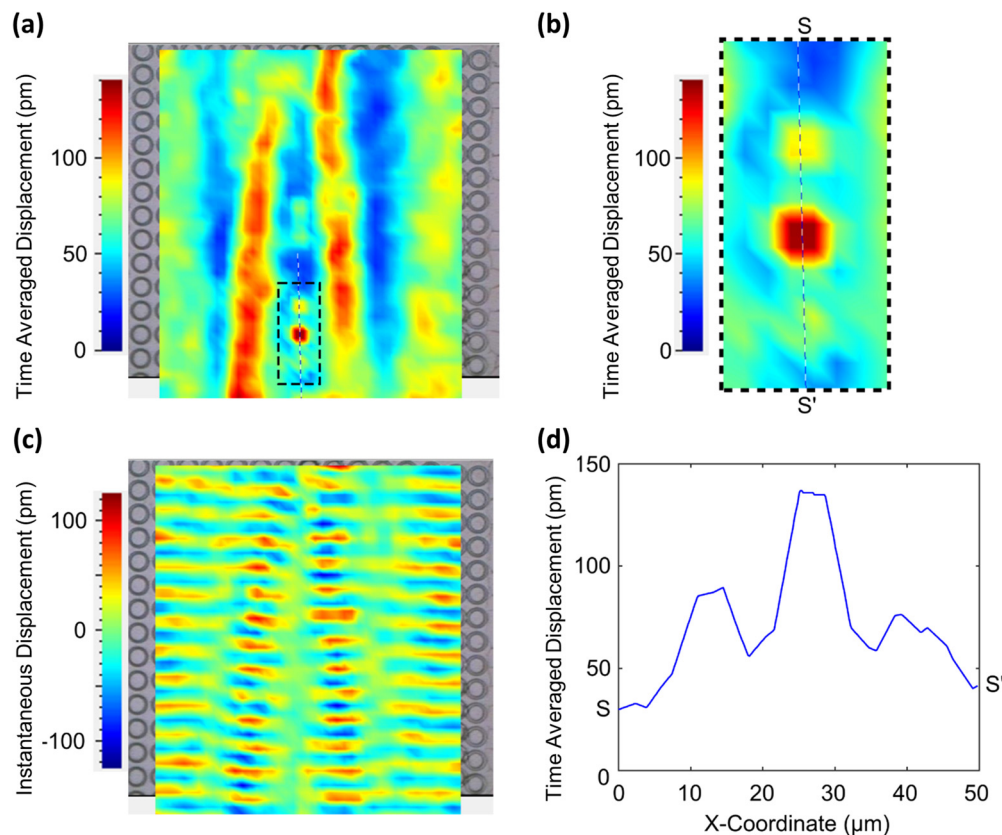 (a)
Time Averaged Displacement (pm)
100
50
0
(b)
S
Time Averaged Displacement (pm)
100
50
0
S'
(c)
Instantaneous Displacement (pm)
100
0
-100
(d)
Time Averaged Displacement (pm)
150
100
50
0
S
S'
0
10
20
30
40
50
X-Coordinate (μm)